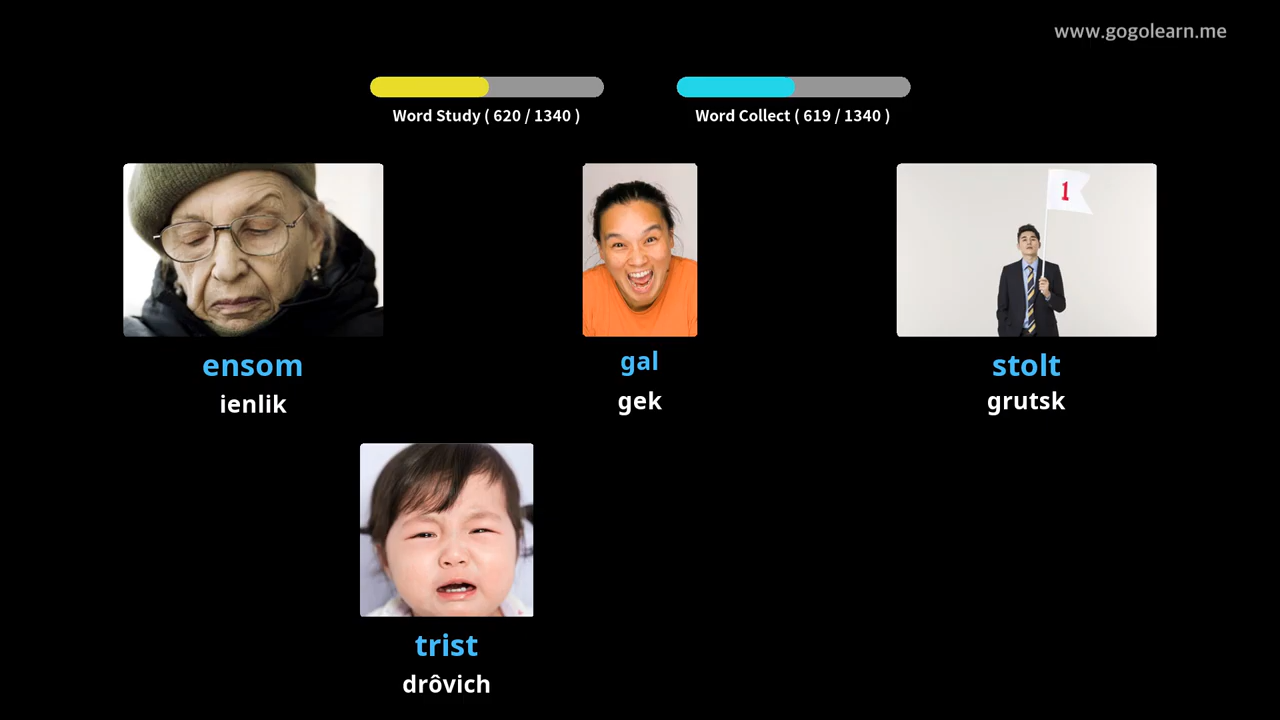 www.gogolearn.me
Word Study ( 620 / 1340 )
Word Collect ( 619 / 1340 )
1
ensom
ienlik
gal
gek
stolt
grutsk
trist
drôvich